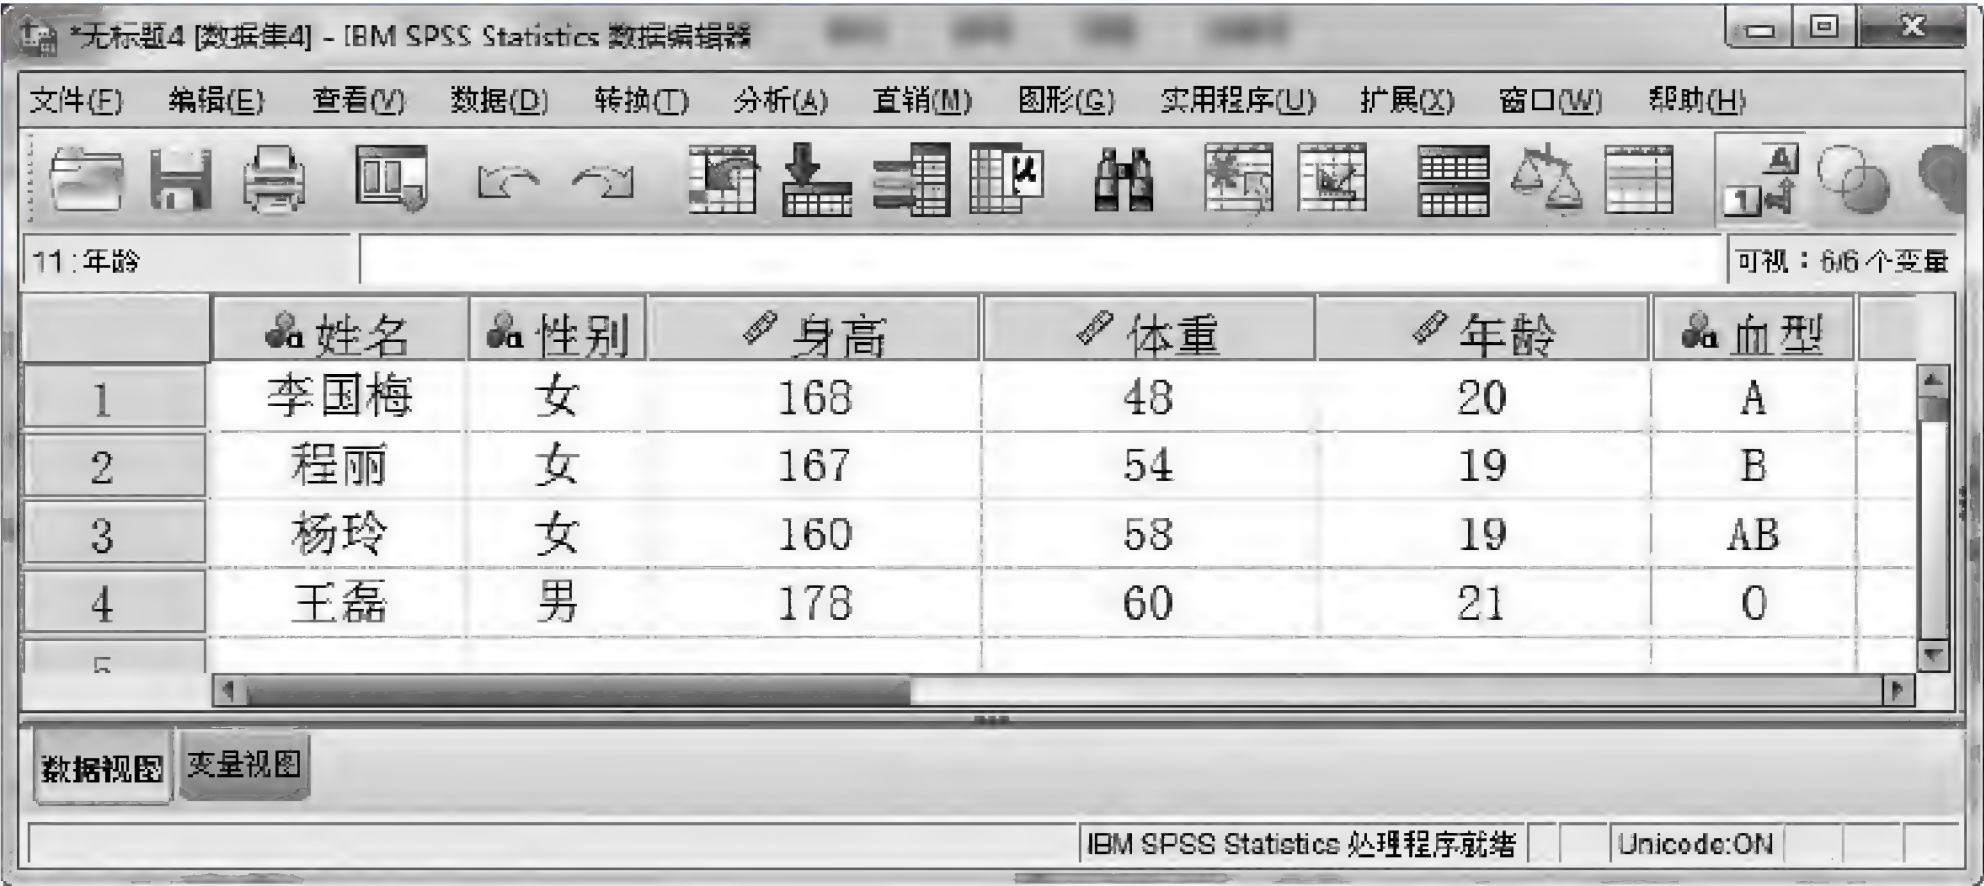 *无标题4 [数据集4] - IBM SPSS Statistics 数据编辑器
文件(F) 编辑(E) 查看(V) 数据(D) 转换(T) 分析(A) 直销(M) 图形(G) 实用程序(U) 扩展(X) 窗口(W) 帮助(H)
11 : 年龄 可视：6/6 个变量
姓名 性别 身高 体重 年龄 血型
1 李国梅 女 168 48 20 A
2 程丽 女 167 54 19 B
3 杨玲 女 160 58 19 AB
4 王磊 男 178 60 21 O
5
数据视图 变量视图
IBM SPSS Statistics 处理程序就绪 Unicode:ON